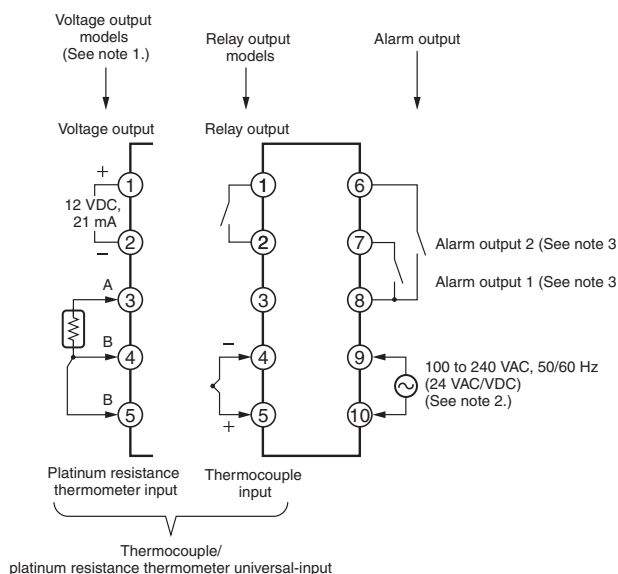 Voltage output
models
(See note 1.)
Relay output
models
Alarm output
Voltage output
Relay output
+
12 VDC,
21 mA
−
A
B
B
1
2
3
4
5
1
2
3
4
5
−
+
6
7
8
9
10
Alarm output 2 (See note 3
Alarm output 1 (See note 3
100 to 240 VAC, 50/60 Hz
(24 VAC/VDC)
(See note 2.)
Platinum resistance
thermometer input
Thermocouple
input
Thermocouple/
platinum resistance thermometer universal-input